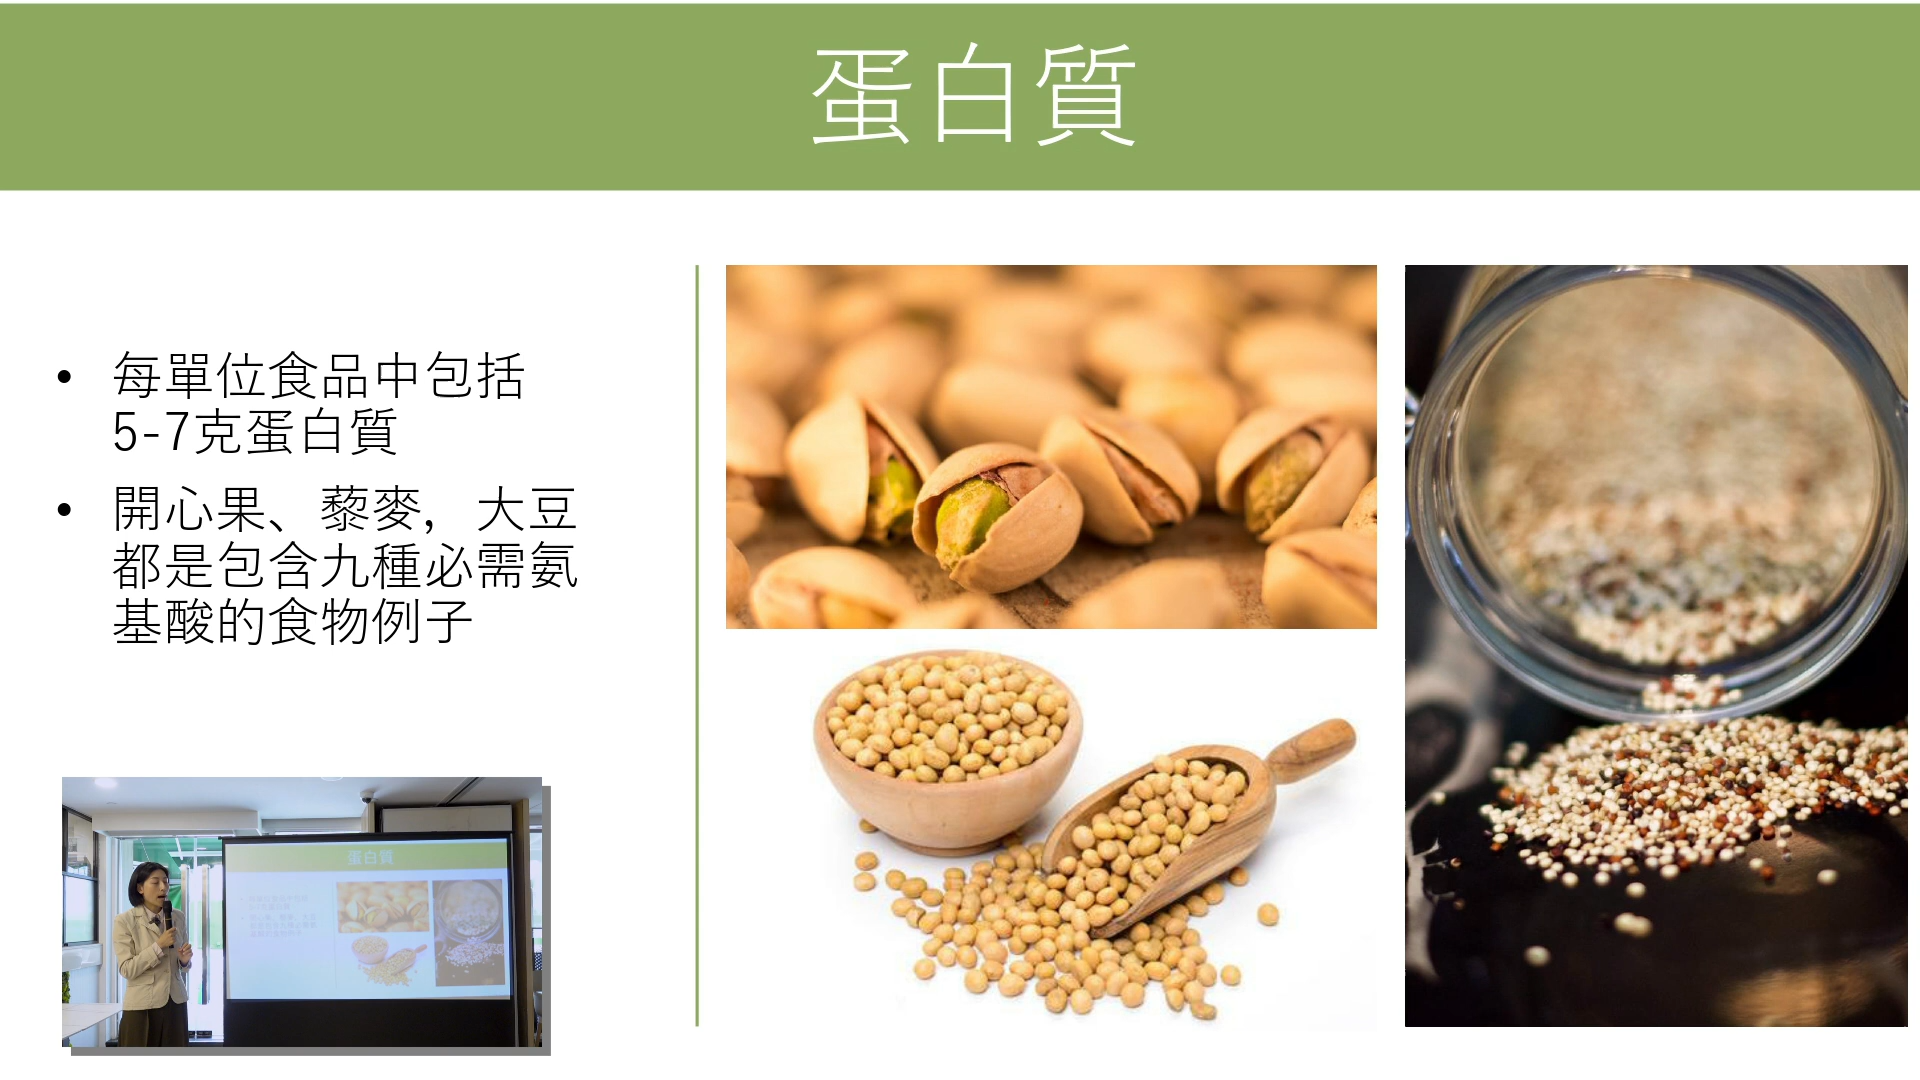 蛋白質
• 每單位食品中包括
5-7克蛋白質
• 開心果、藜麥，大豆
都是包含九種必需氨
基酸的食物例子
蛋白質